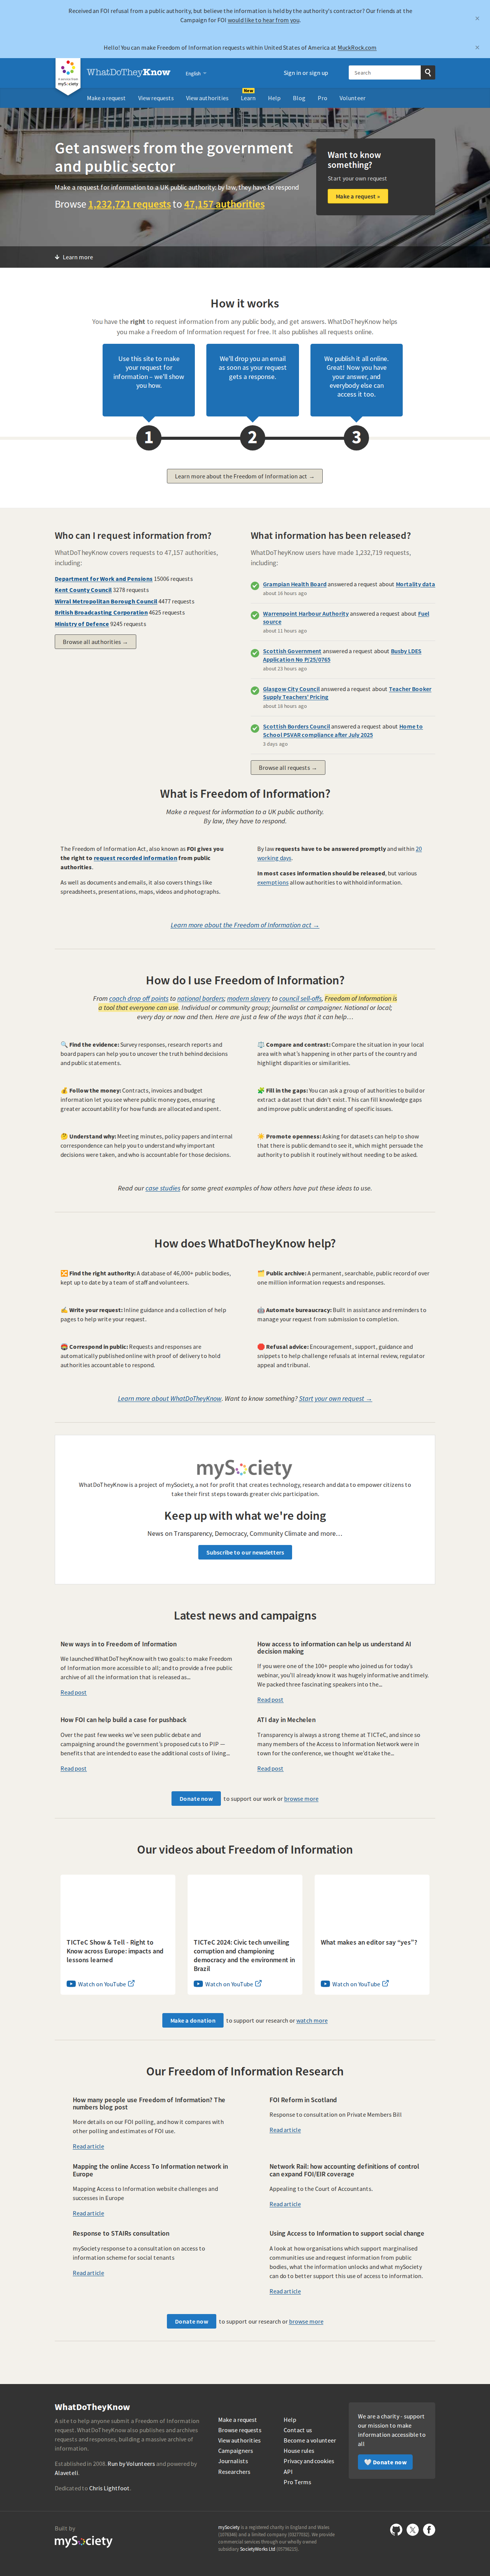 Received an FOI refusal from a public authority, but believe the information is held by the authority's contractor? Our friends at the
Campaign for FOI would love to hear from you.
×
Hello! You can make Freedom of Information requests within United States of America at MuckRock.com
×
WhatDoTheyKnow
English
Sign in or sign up
Search
mySociety
New
Make a request
View requests
View authorities
Learn
Help
Blog
Pro
Volunteer
Get answers from the government
and public sector
Make a request for information to a UK public authority: by law, they have to respond
Browse 1,232,721 requests to 47,157 authorities
Want to know
something?
Start your own request
Make a request »
Learn more
How it works
You have the right to request information from any public body, and get answers. WhatDoTheyKnow helps
you make a Freedom of Information request for free. It also publishes all requests online.
Use this site to make
your request for
information – we'll show
you how.
1
We'll drop you an email
as soon as your request
gets a response.
2
We publish it all online.
Great! Now you have
your answer, and
everybody else can
access it too.
3
Learn more about the Freedom of Information act →
Who can I request information from?
WhatDoTheyKnow covers requests to 47,157 authorities,
including:
Department for Work and Pensions 15006 requests
Kent County Council 3278 requests
Wirral Metropolitan Borough Council 4477 requests
British Broadcasting Corporation 4625 requests
Ministry of Defence 9245 requests
Browse all authorities →
What information has been released?
WhatDoTheyKnow users have made 1,232,719 requests,
including:
Grampian Health Board answered a request about Mortality data
about 16 hours ago
Warrenpoint Harbour Authority answered a request about Fuel
source
about 11 hours ago
Scottish Government answered a request about Busby LDES
Application No P/25/0765
about 23 hours ago
Glasgow City Council answered a request about Teacher Booker
Supply Teachers' Pricing
about 18 hours ago
Scottish Borders Council answered a request about Home to
School PSVAR compliance after July 2025
3 days ago
Browse all requests →
What is Freedom of Information?
Make a request for information to a UK public authority.
By law, they have to respond.
The Freedom of Information Act, also known as FOI gives you
the right to request recorded information from public
authorities.
As well as documents and emails, it also covers things like
spreadsheets, presentations, maps, videos and photographs.
By law requests have to be answered promptly and within 20
working days.
In most cases information should be released, but various
exemptions allow authorities to withhold information.
Learn more about the Freedom of Information act →
How do I use Freedom of Information?
From coach drop off points to national borders; modern slavery to council sell-offs, Freedom of Information is
a tool that everyone can use. Individual or community group; journalist or campaigner. National or local;
every day or now and then. Here are just a few of the ways that it can help…
🔍 Find the evidence: Survey responses, research reports and
board papers can help you to uncover the truth behind decisions
and public statements.
⚖️ Compare and contrast: Compare the situation in your local
area with what's happening in other parts of the country and
highlight disparities or similarities.
💰 Follow the money: Contracts, invoices and budget
information let you see where public money goes, ensuring
greater accountability for how funds are allocated and spent.
🧩 Fill in the gaps: You can ask a group of authorities to build or
extract a dataset that didn't exist. This can fill knowledge gaps
and improve public understanding of specific issues.
🤔 Understand why: Meeting minutes, policy papers and internal
correspondence can help you to understand why important
decisions were taken, and who is accountable for those decisions.
☀️ Promote openness: Asking for datasets can help to show
that there is public demand to see it, which might persuade the
authority to publish it routinely without needing to be asked.
Read our case studies for some great examples of how others have put these ideas to use.
How does WhatDoTheyKnow help?
🔀 Find the right authority: A database of 46,000+ public bodies,
kept up to date by a team of staff and volunteers.
🗂️ Public archive: A permanent, searchable, public record of over
one million information requests and responses.
✍️ Write your request: Inline guidance and a collection of help
pages to help write your request.
🤖 Automate bureaucracy: Built in assistance and reminders to
manage your request from submission to completion.
📮 Correspond in public: Requests and responses are
automatically published online with proof of delivery to hold
authorities accountable to respond.
🛑 Refusal advice: Encouragement, support, guidance and
snippets to help challenge refusals at internal review, regulator
appeal and tribunal.
Learn more about WhatDoTheyKnow. Want to know something? Start your own request →
mySociety
WhatDoTheyKnow is a project of mySociety, a not for profit that creates technology, research and data to empower citizens to
take their first steps towards greater civic participation.
Keep up with what we're doing
News on Transparency, Democracy, Community Climate and more…
Subscribe to our newsletters
Latest news and campaigns
New ways in to Freedom of Information
We launched WhatDoTheyKnow with two goals: to make Freedom
of Information more accessible to all; and to provide a free public
archive of all the information that is released as...
Read post
How access to information can help us understand AI
decision making
If you were one of the 100+ people who joined us for today's
webinar, you'll already know it was hugely informative and timely.
We packed three fascinating speakers into the...
Read post
How FOI can help build a case for pushback
Over the past few weeks we've seen public debate and
campaigning around the government's proposed cuts to PIP —
benefits that are intended to ease the additional costs of living...
Read post
ATI day in Mechelen
Transparency is always a strong theme at TICTeC, and since so
many members of the Access to Information Network were in
town for the conference, we thought we'd take the...
Read post
Donate now to support our work or browse more
Our videos about Freedom of Information
TICTeC Show & Tell - Right to
Know across Europe: impacts and
lessons learned
Watch on YouTube
TICTeC 2024: Civic tech unveiling
corruption and championing
democracy and the environment in
Brazil
Watch on YouTube
What makes an editor say “yes”?
Watch on YouTube
Make a donation to support our research or watch more
Our Freedom of Information Research
How many people use Freedom of Information? The
numbers blog post
More details on our FOI polling, and how it compares with
other polling and estimates of FOI use.
Read article
FOI Reform in Scotland
Response to consultation on Private Members Bill
Read article
Mapping the online Access To Information network in
Europe
Mapping Access to Information website challenges and
successes in Europe
Read article
Network Rail: how accounting definitions of control
can expand FOI/EIR coverage
Appealing to the Court of Accountants.
Read article
Response to STAIRs consultation
mySociety response to a consultation on access to
information scheme for social tenants
Read article
Using Access to Information to support social change
A look at how organisations which support marginalised
communities use and request information from public
bodies, what the information unlocks and what mySociety
can do to better support this use of access to information.
Read article
Donate now to support our research or browse more
WhatDoTheyKnow
A site to help anyone submit a Freedom of Information
request. WhatDoTheyKnow also publishes and archives
requests and responses, building a massive archive of
information.
Established in 2008. Run by Volunteers and powered by
Alaveteli.
Dedicated to Chris Lightfoot.
Make a request
Browse requests
View authorities
Campaigners
Journalists
Researchers
Help
Contact us
Become a volunteer
House rules
Privacy and cookies
API
Pro Terms
We are a charity - support
our mission to make
information accessible to
all
🤍 Donate now
Built by
mySociety
mySociety is a registered charity in England and Wales
(1076346) and a limited company (03277032). We provide
commercial services through our wholly owned
subsidiary SocietyWorks Ltd (05798215).